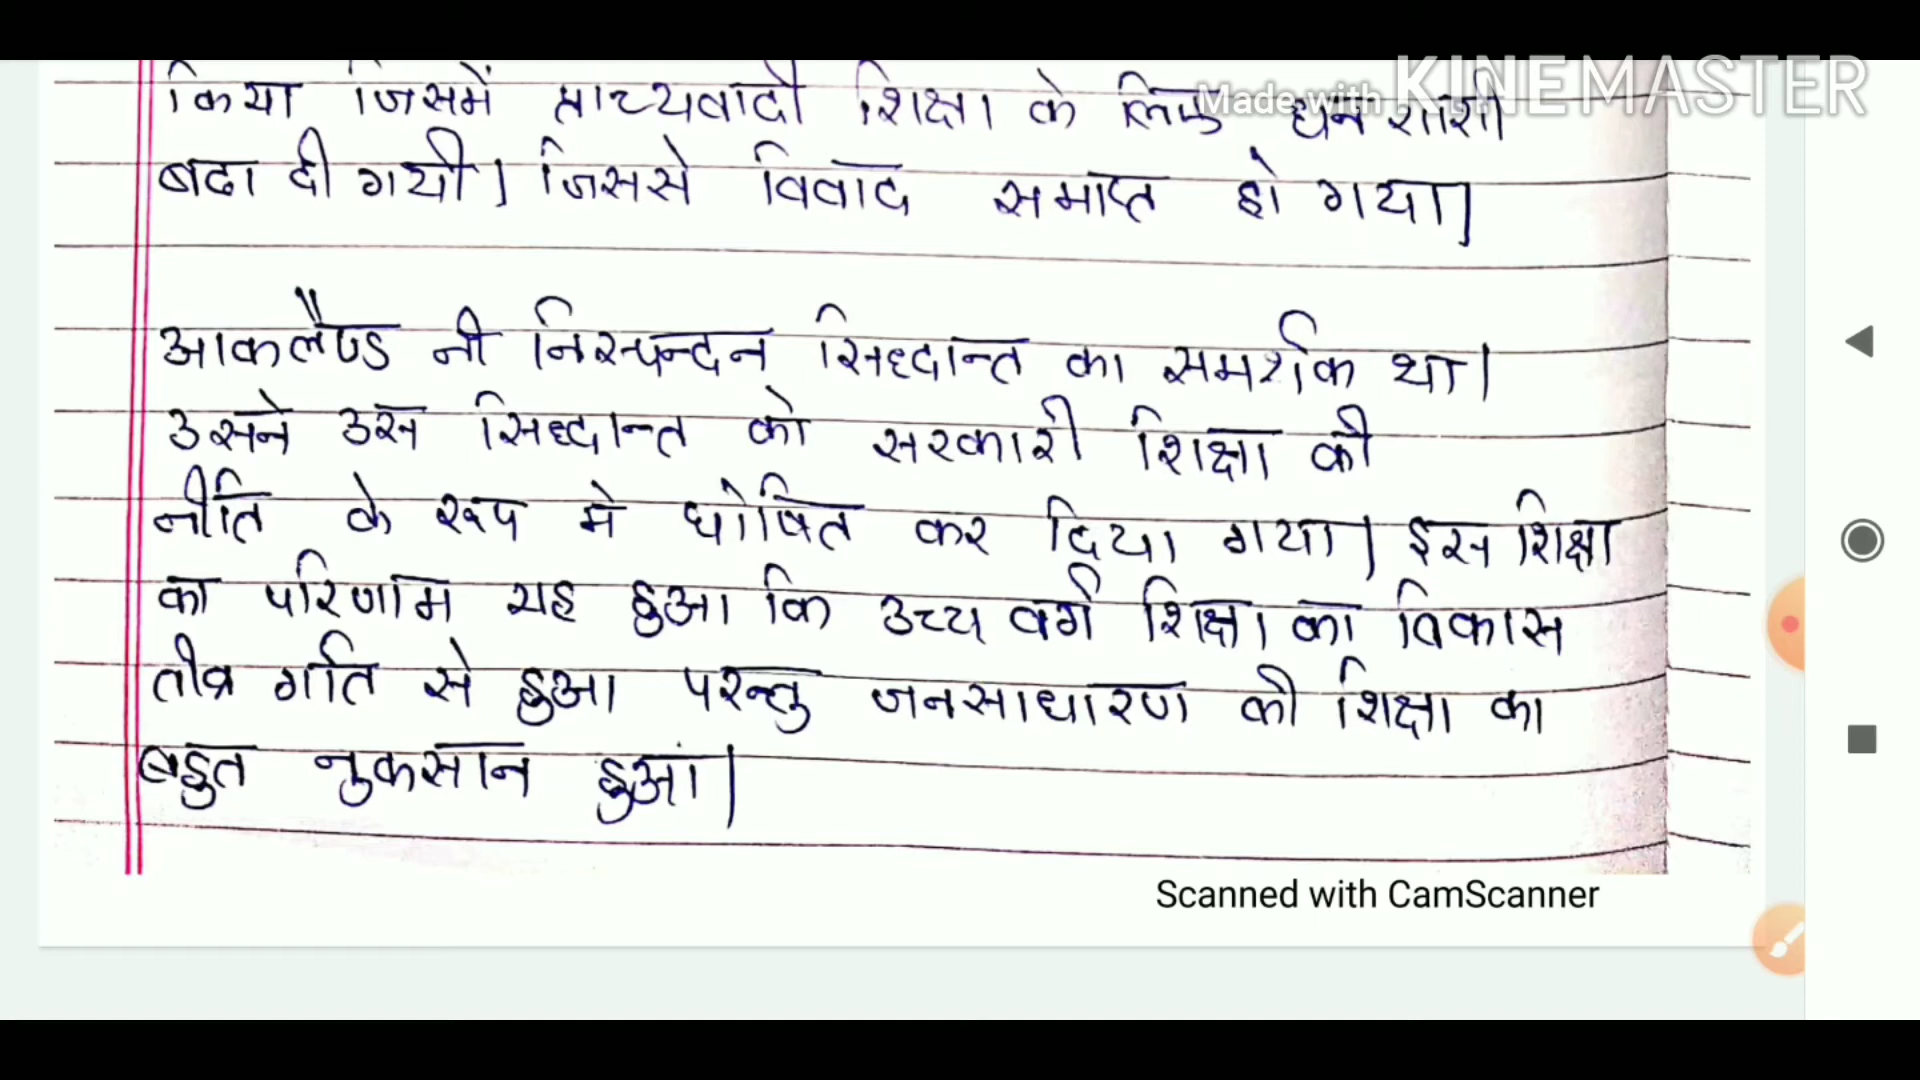 किया जिसमें प्राच्यवादी शिक्षा के लिए धनराशी
Made with KINEMASTER
बढा दी गयी। जिससे विवाद समाप्त हो गया।
आकलैण्ड नी निस्पन्दन सिध्दान्त का समर्थक था।
उसने उस सिध्दान्त को सरकारी शिक्षा की
नीति के रूप मे घोषित कर दिया गया। इस शिक्षा
का परिणाम यह हुआ कि उच्च वर्ग शिक्षा का विकास
तीव्र गति से हुआ परन्तु जनसाधारण की शिक्षा का
बहुत नुकसान हुआ।
Scanned with CamScanner